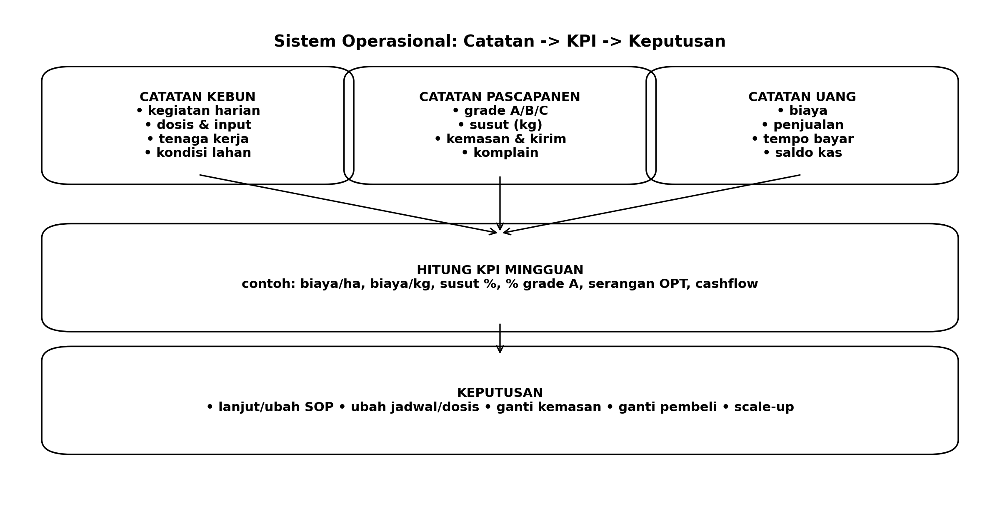 Sistem Operasional: Catatan -> KPI -> Keputusan
CATATAN KEBUN
• kegiatan harian
• dosis & input
• tenaga kerja
• kondisi lahan
CATATAN PASCAPANEN
• grade A/B/C
• susut (kg)
• kemasan & kirim
• komplain
CATATAN UANG
• biaya
• penjualan
• tempo bayar
• saldo kas
HITUNG KPI MINGGUAN
contoh: biaya/ha, biaya/kg, susut %, % grade A, serangan OPT, cashflow
KEPUTUSAN
• lanjut/ubah SOP • ubah jadwal/dosis • ganti kemasan • ganti pembeli • scale-up